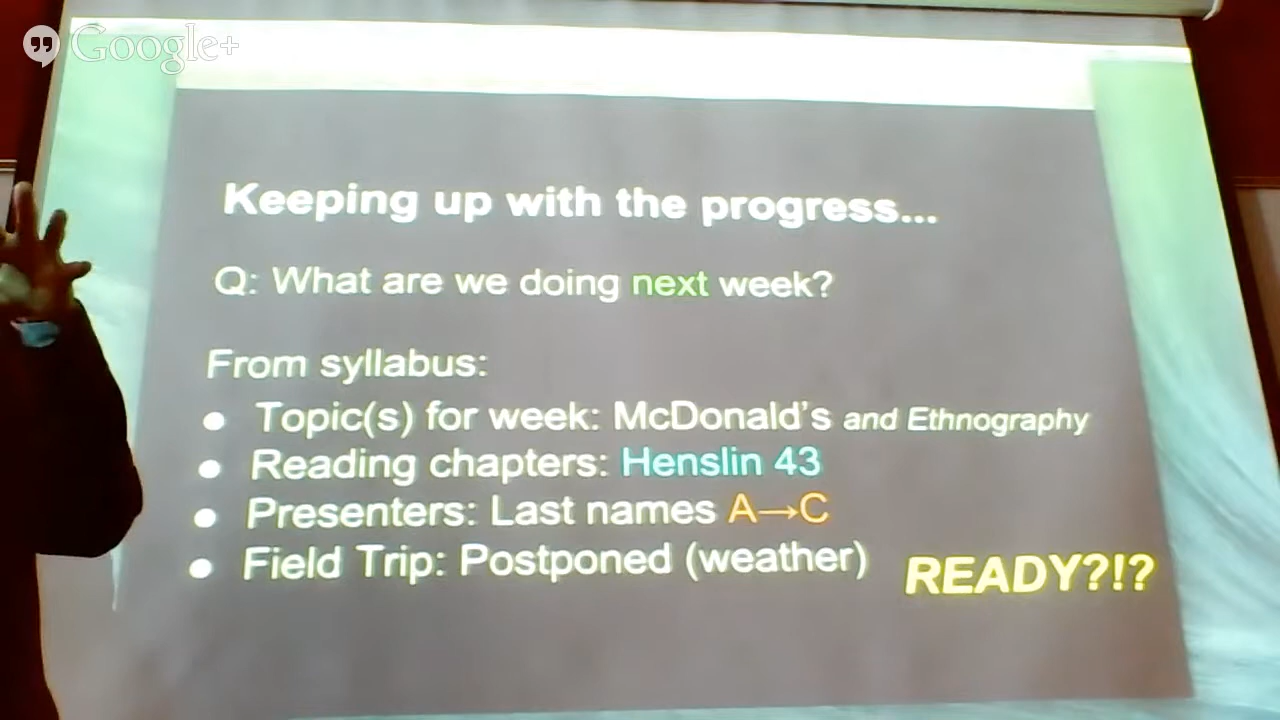 Google+
Keeping up with the progress...
Q: What are we doing next week?
From syllabus:
● Topic(s) for week: McDonald's and Ethnography
● Reading chapters: Henslin 43
● Presenters: Last names A→C
● Field Trip: Postponed (weather)
READY?!?